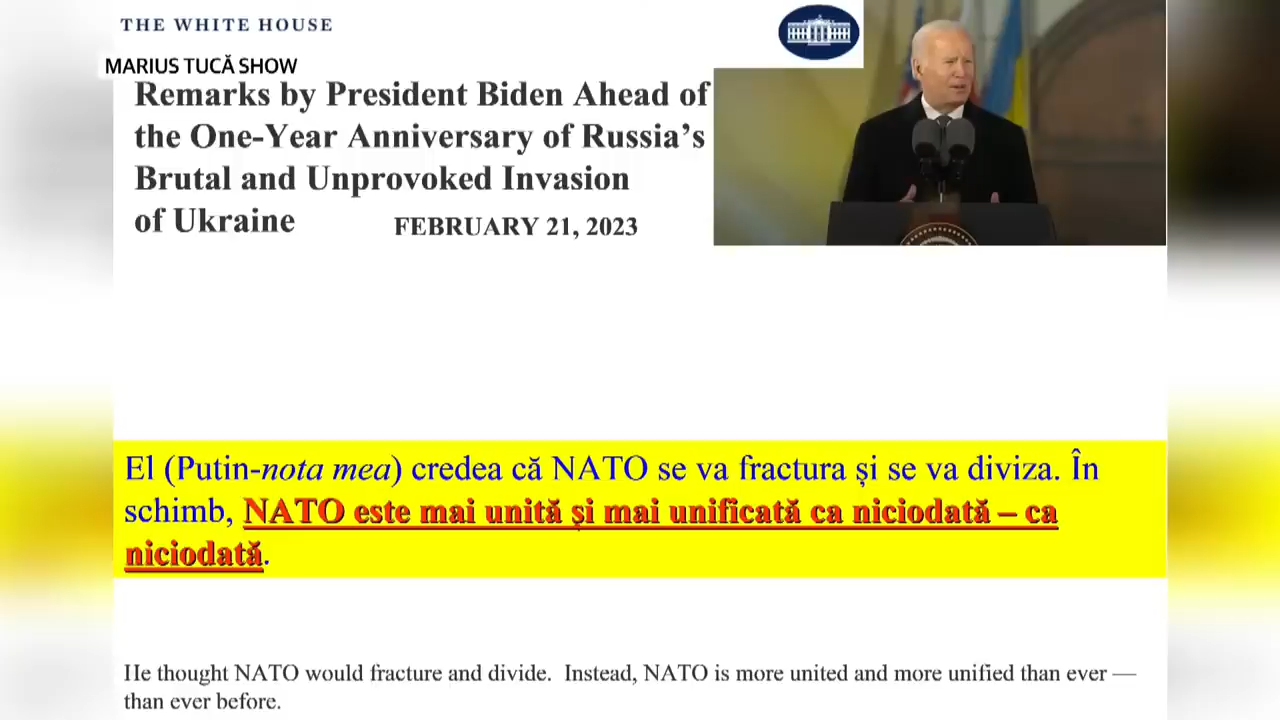 THE WHITE HOUSE
MARIUS TUCĂ SHOW
Remarks by President Biden Ahead of
the One-Year Anniversary of Russia’s
Brutal and Unprovoked Invasion
of Ukraine FEBRUARY 21, 2023
El (Putin-nota mea) credea că NATO se va fractura și se va diviza. În
schimb, NATO este mai unită și mai unificată ca niciodată – ca
niciodată.
He thought NATO would fracture and divide. Instead, NATO is more united and more unified than ever —
than ever before.